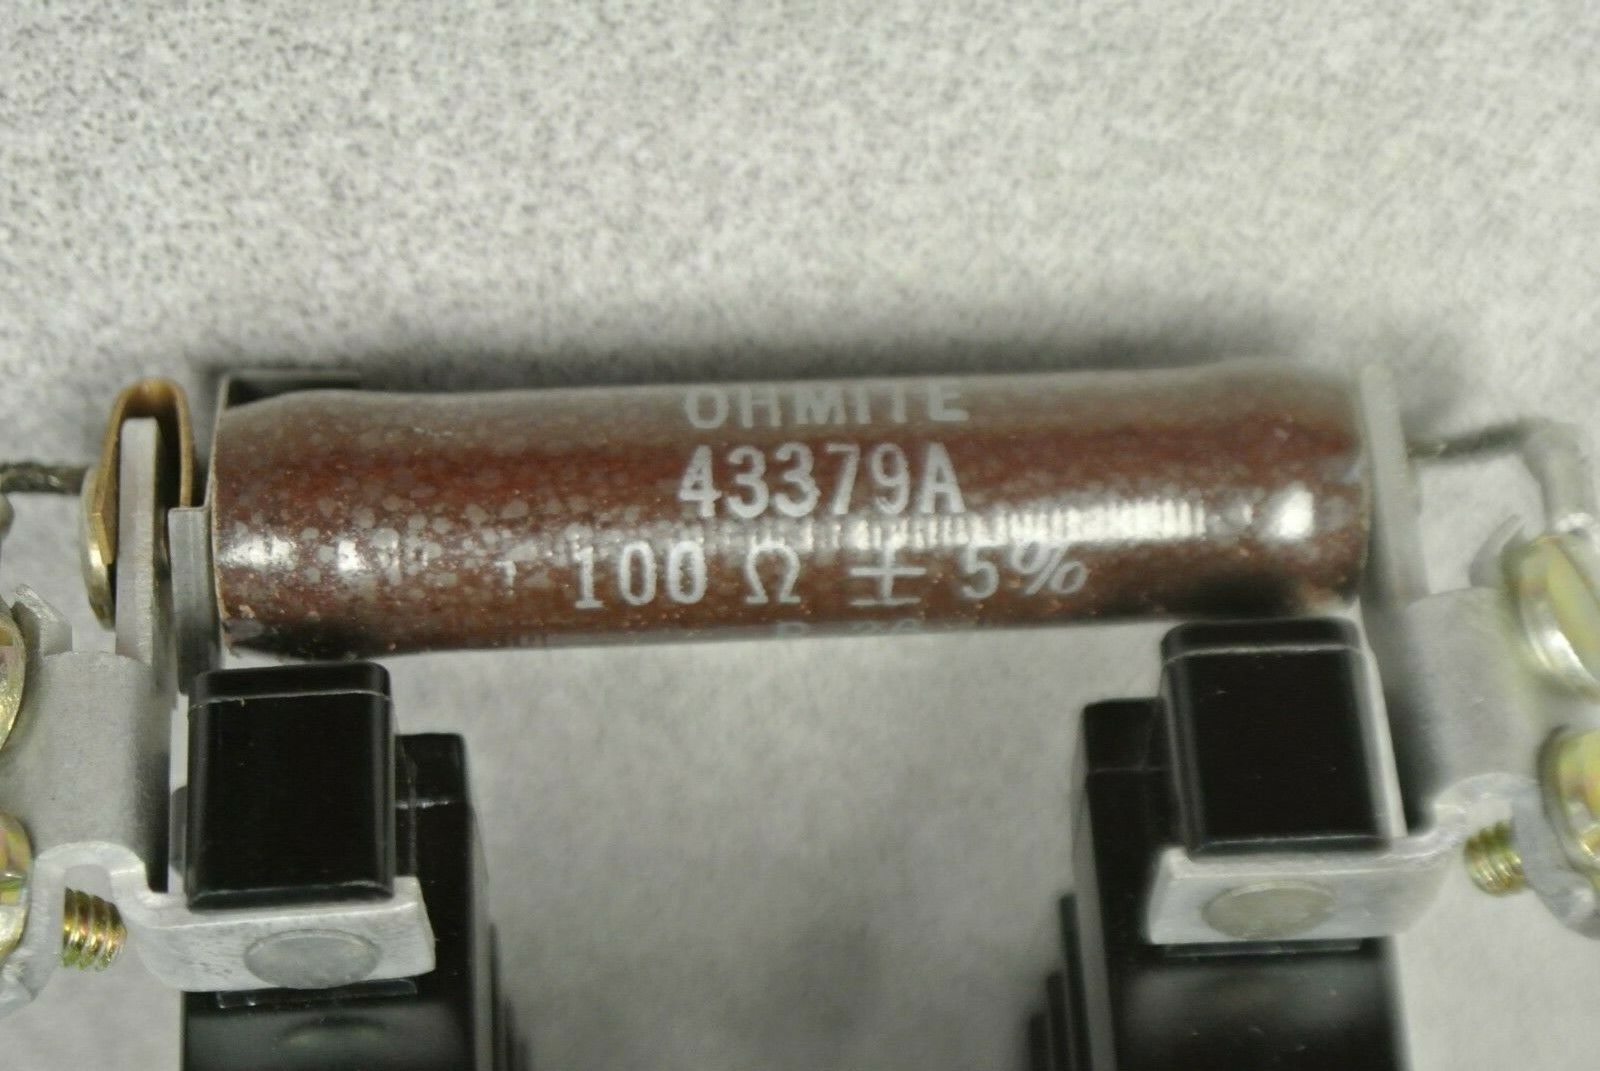 OHMITE
43379A
100 Ω ± 5%